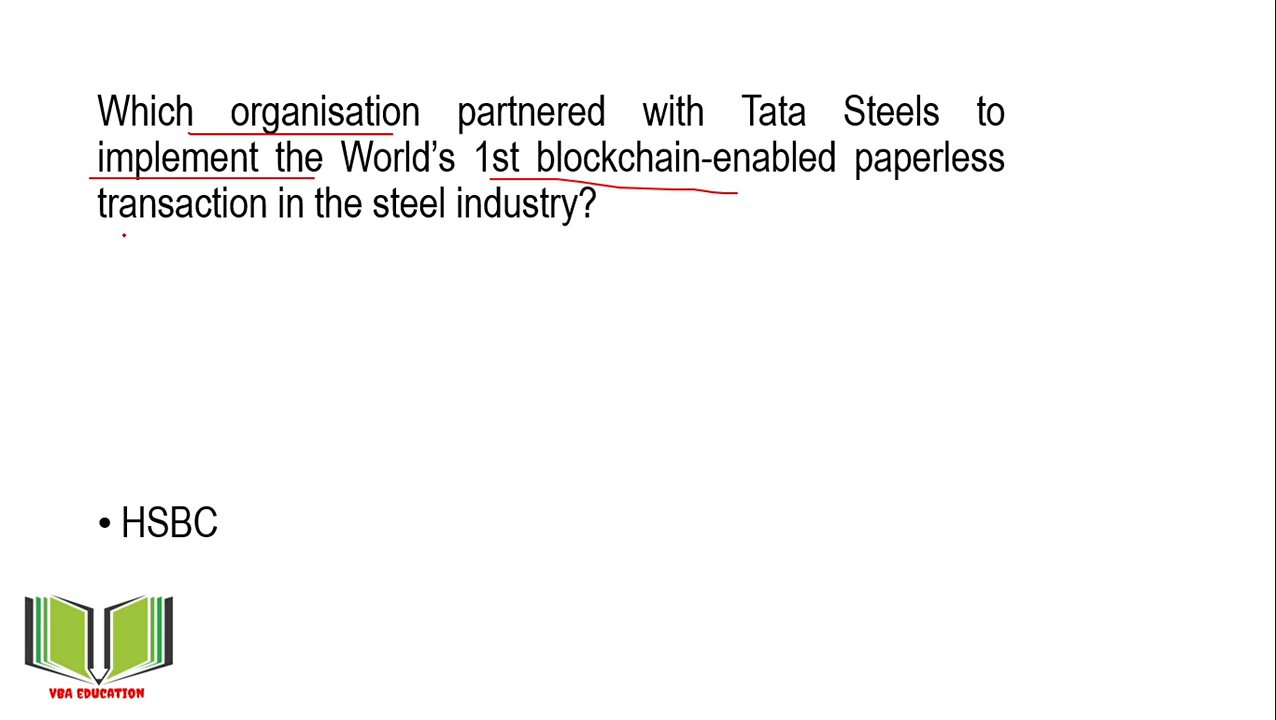 Which organisation partnered with Tata Steels to
implement the World’s 1st blockchain-enabled paperless
transaction in the steel industry?
• HSBC
VBA EDUCATION